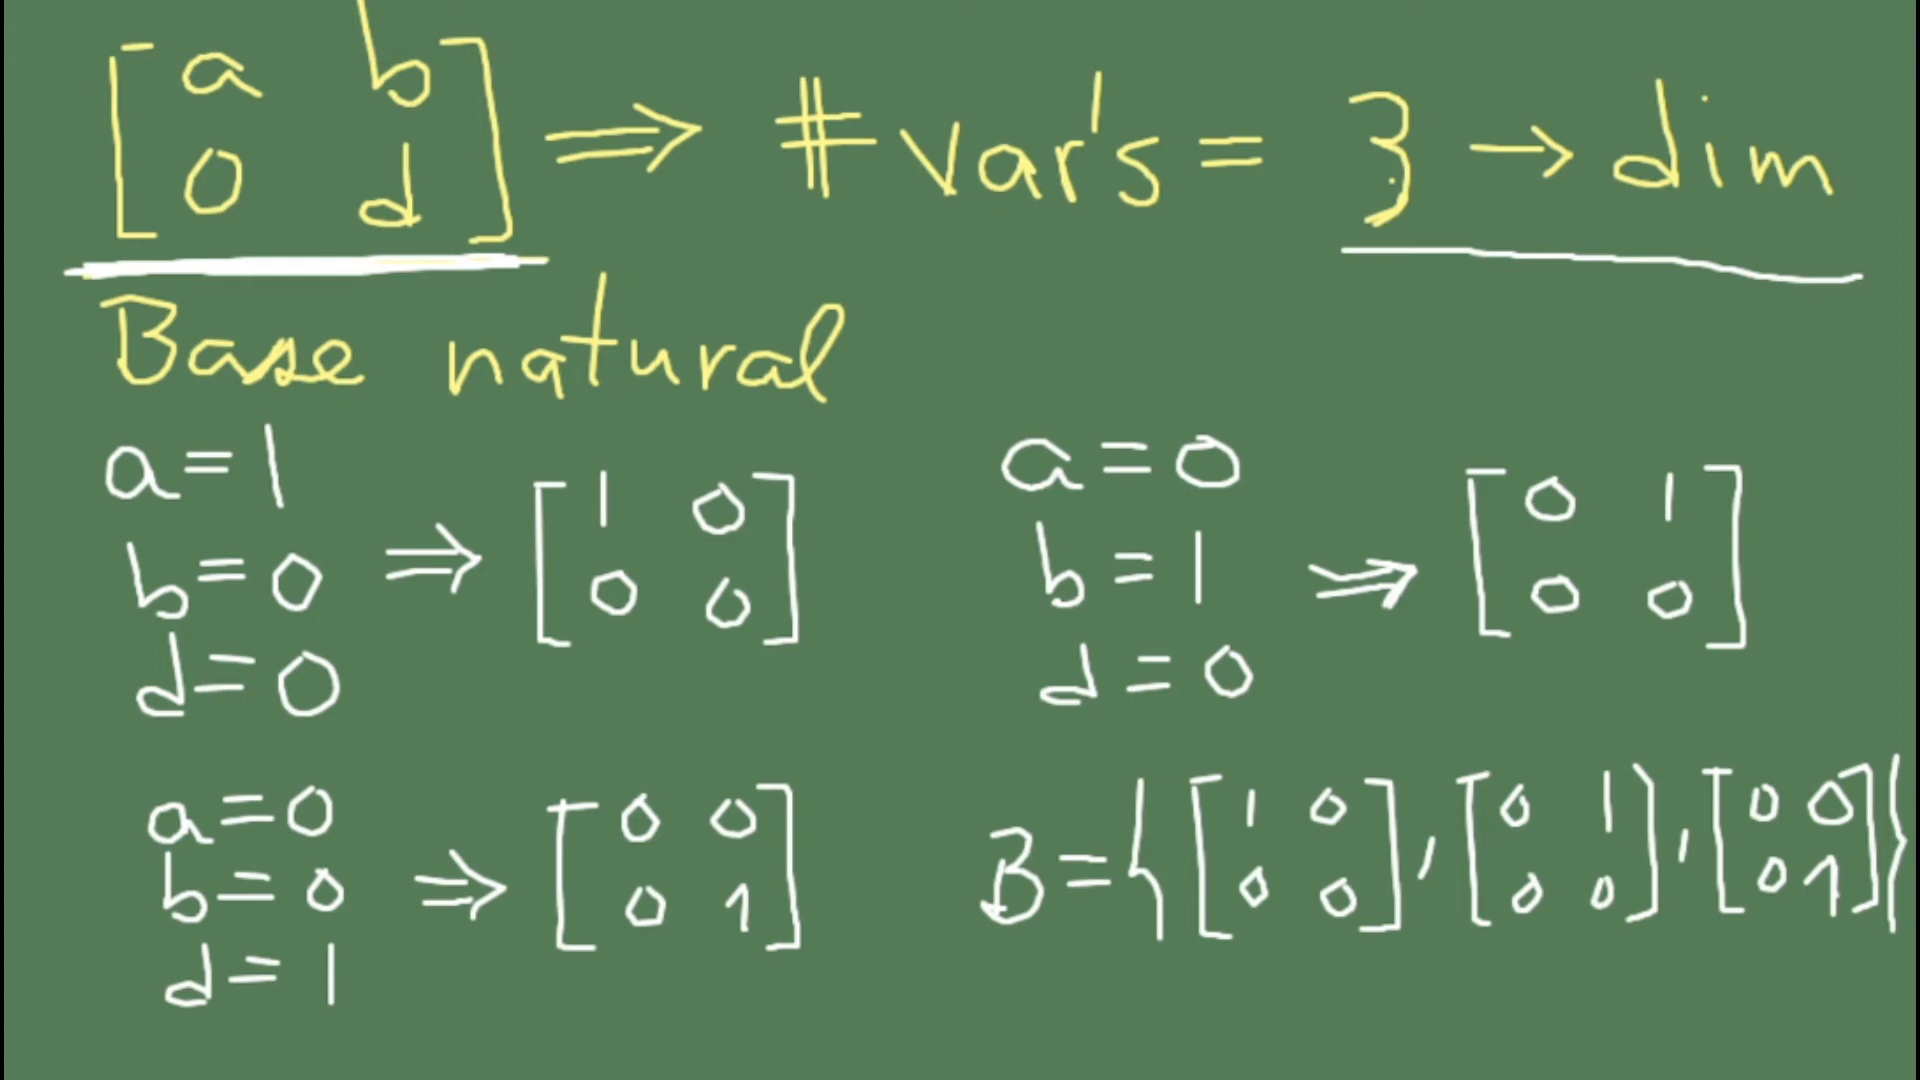 [a b
0 d] ⇒ #var's = 3 → dim
Base natural
a=1
b=0 ⇒ [1 0
0 0]
d=0
a=0
b=1 ⇒ [0 1
0 0]
d=0
a=0
b=0 ⇒ [0 0
0 1]
d=1
B={[1 0
0 0], [0 1
0 0], [0 0
0 1]}